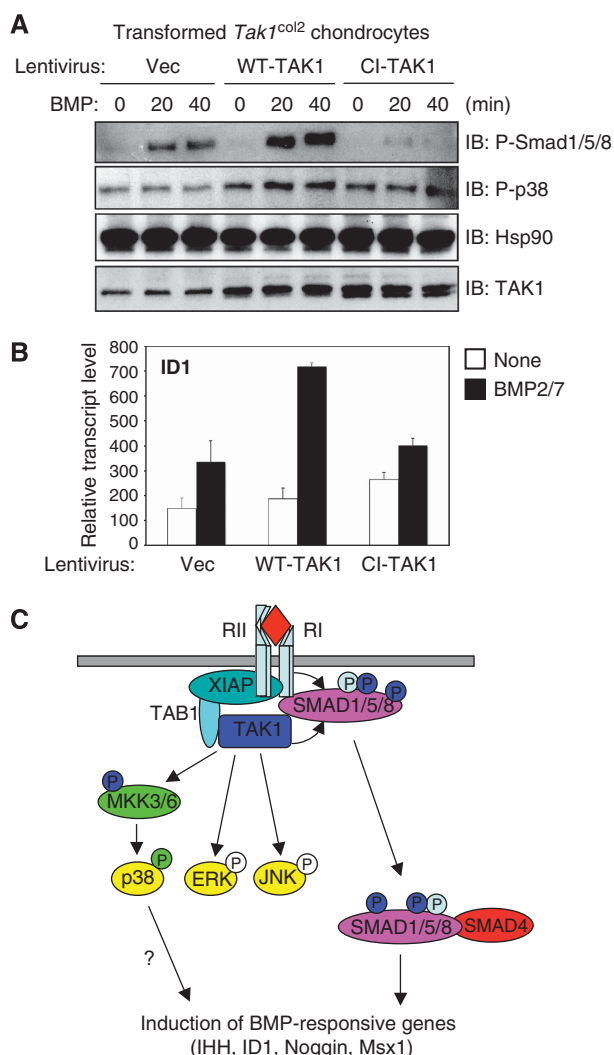 A
Transformed Tak1col2 chondrocytes
Lentivirus: Vec WT-TAK1 CI-TAK1
BMP: 0 20 40 0 20 40 0 20 40 (min)
IB: P-Smad1/5/8
IB: P-p38
IB: Hsp90
IB: TAK1
B
800
700
600
500
400
300
200
100
0
Relative transcript level
ID1
None
BMP2/7
Lentivirus: Vec WT-TAK1 CI-TAK1
C
RII RI
XIAP
TAB1
TAK1
SMAD1/5/8
P P P
P
MKK3/6
p38 P
ERK P
JNK P
P P P
SMAD1/5/8 SMAD4
?
Induction of BMP-responsive genes
(IHH, ID1, Noggin, Msx1)